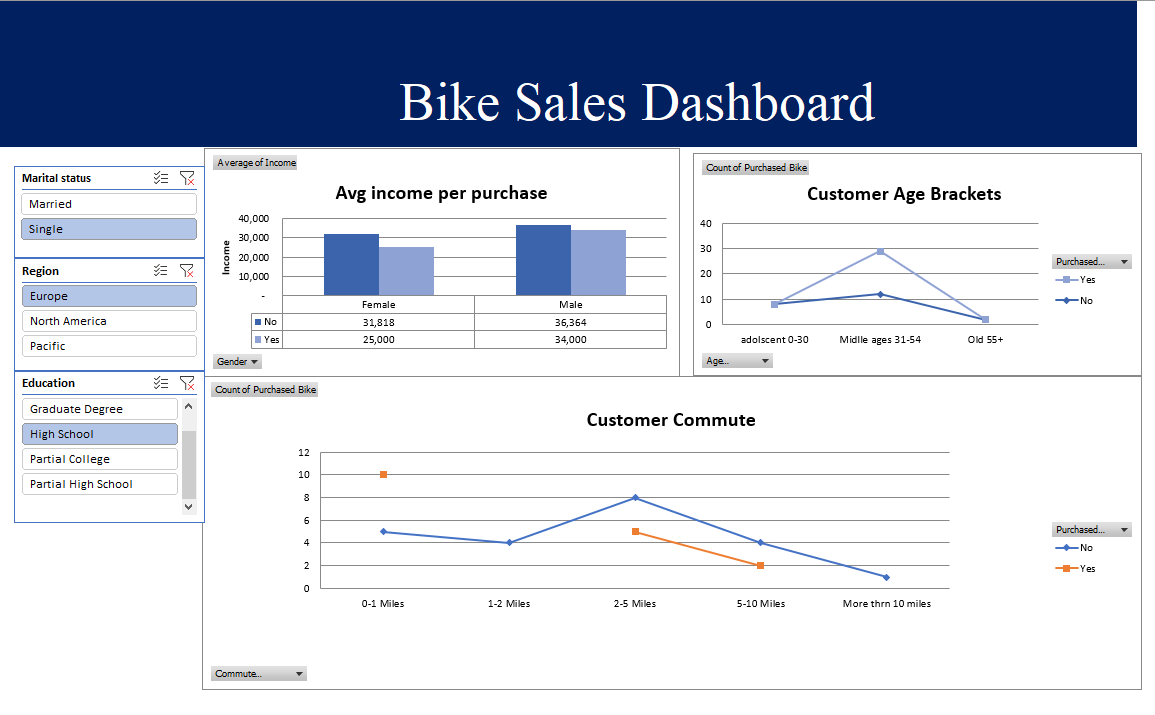 Bike Sales Dashboard
Marital status
Married
Single
Region
Europe
North America
Pacific
Education
Graduate Degree
High School
Partial College
Partial High School
Average of Income
Avg income per purchase
Income
40,000
30,000
20,000
10,000
-
Female Male
No 31,818 36,364
Yes 25,000 34,000
Gender
Count of Purchased Bike
Customer Age Brackets
40
30
20
10
0
adolscent 0-30 Midlle ages 31-54 Old 55+
Purchased...
Yes
No
Age...
Count of Purchased Bike
Customer Commute
12
10
8
6
4
2
0
0-1 Miles 1-2 Miles 2-5 Miles 5-10 Miles More thrn 10 miles
Purchased...
No
Yes
Commute...